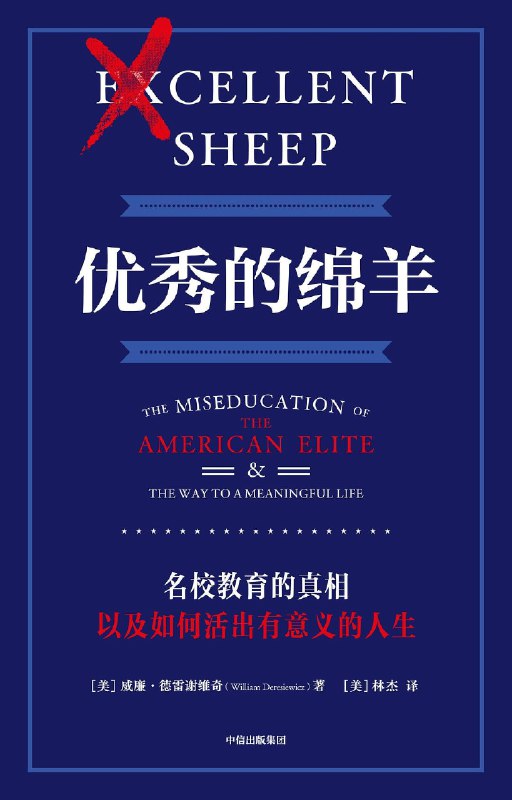 EXCELLENT
SHEEP
优秀的绵羊
THE MISEDUCATION OF
THE
AMERICAN ELITE
&
THE WAY TO A MEANINGFUL LIFE
名校教育的真相
以及如何活出有意义的人生
[美] 威廉·德雷谢维奇（William Deresiewicz）著 [美] 林杰 译
中信出版集团